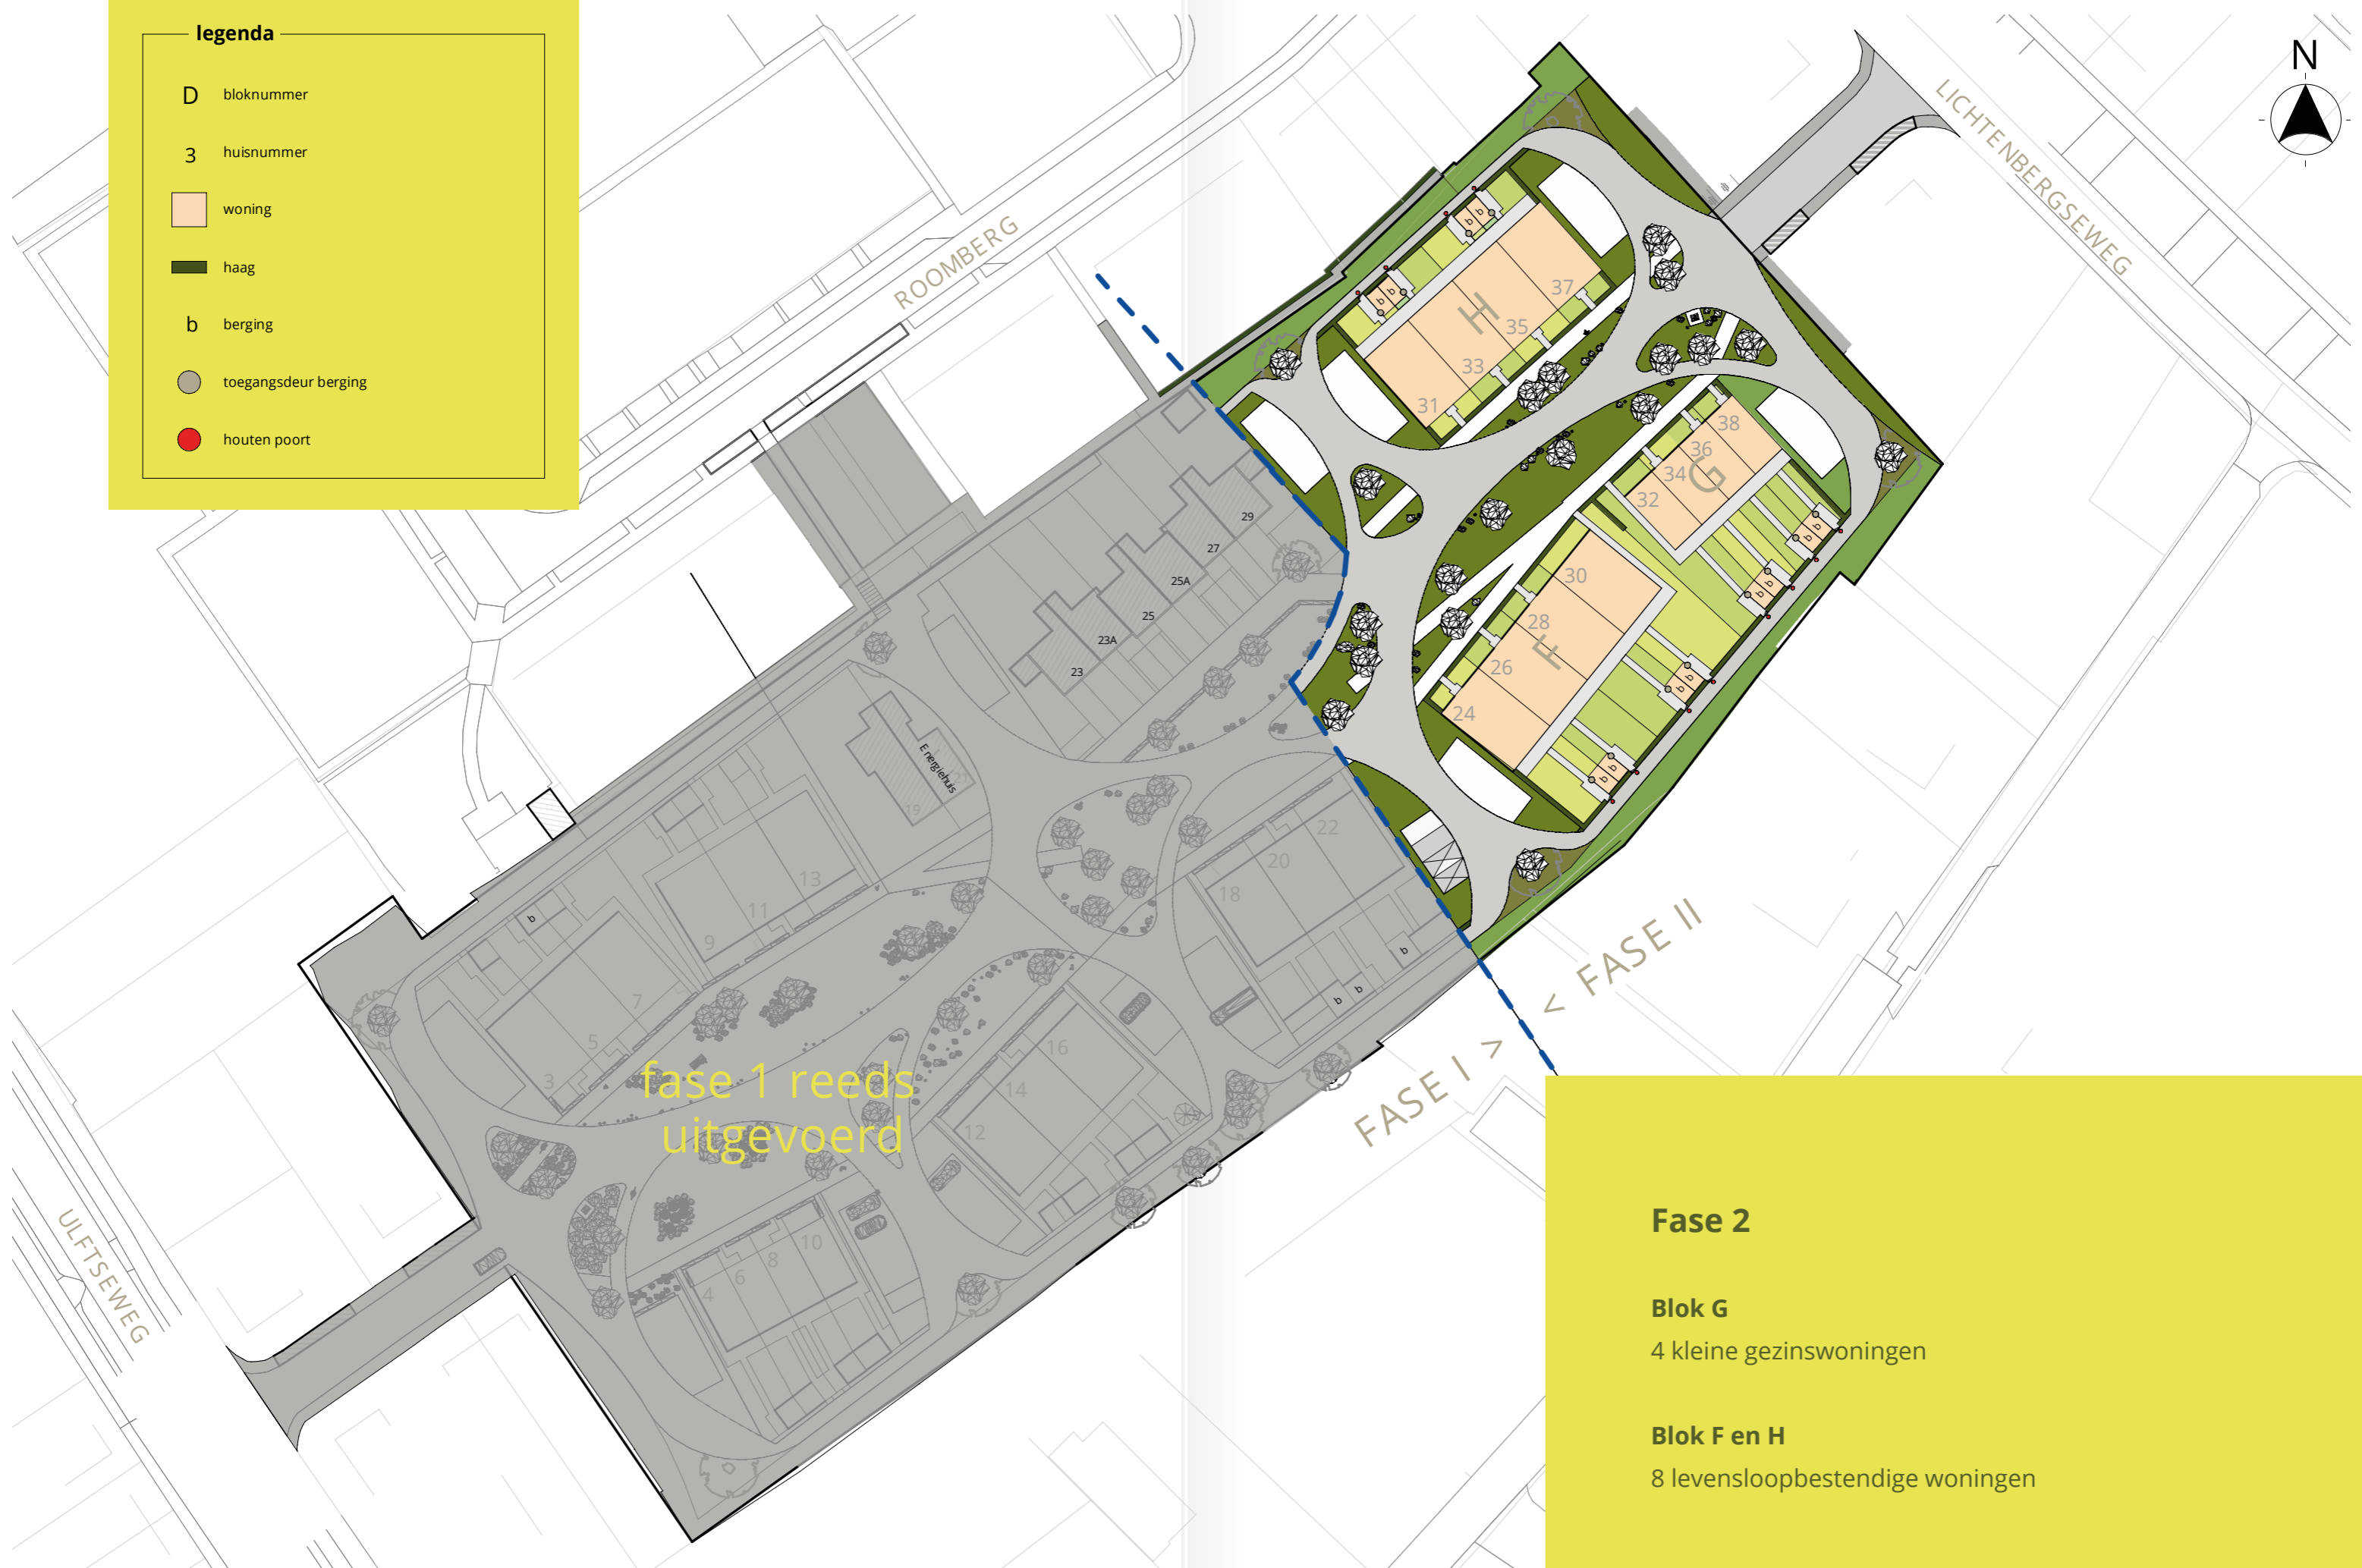 legenda
D bloknummer
3 huisnummer
woning
haag
b berging
toegangsdeur berging
houten poort
N
LICHTENBERGSEWEG
ROOMBERG
ULFTSEWEG
H
31
33
35
37
G
32
34
36
38
F
24
26
28
30
b b
b b
b b
b b
b b
b b
29
27
25A
25
23A
23
Energiehuis
19
21
22
20
18
b b b
13
11
9
b
7
5
3
16
14
12
10
8
6
4
fase 1 reeds
uitgevoerd
FASE I > < FASE II
Fase 2
Blok G
4 kleine gezinswoningen
Blok F en H
8 levensloopbestendige woningen